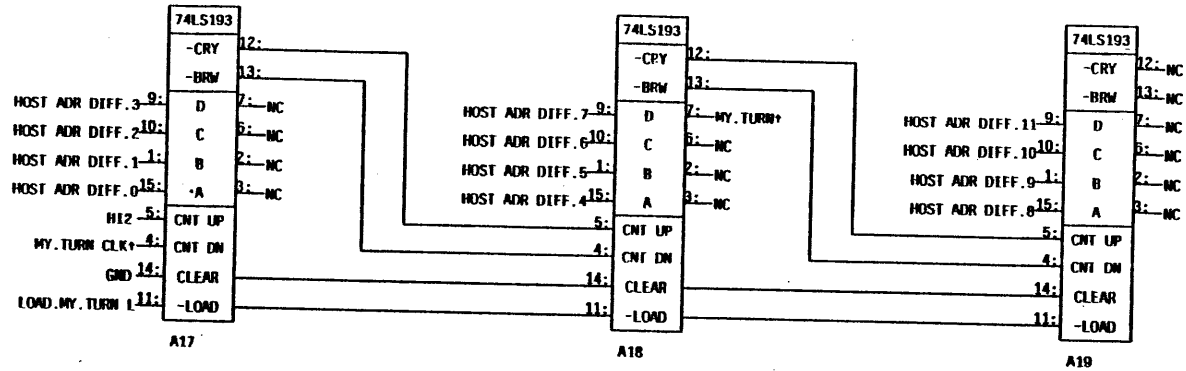 74LS193
-CRY 12:
-BRW 13:
HOST ADR DIFF.3 9: D 7: NC
HOST ADR DIFF.2 10: C 6: NC
HOST ADR DIFF.1 1: B 2: NC
HOST ADR DIFF.0 15: A 3: NC
HI2 5: CNT UP
MY.TURN CLK↑ 4: CNT DN
GND 14: CLEAR
LOAD.MY.TURN L 11: -LOAD
A17
74LS193
-CRY 12:
-BRW 13:
HOST ADR DIFF.7 9: D 7: MY.TURN↑
HOST ADR DIFF.6 10: C 6: NC
HOST ADR DIFF.5 1: B 2: NC
HOST ADR DIFF.4 15: A 3: NC
5: CNT UP
4: CNT DN
14: CLEAR
11: -LOAD
A18
74LS193
-CRY 12: NC
-BRW 13: NC
HOST ADR DIFF.11 9: D 7: NC
HOST ADR DIFF.10 10: C 6: NC
HOST ADR DIFF.9 1: B 2: NC
HOST ADR DIFF.8 15: A 3: NC
5: CNT UP
4: CNT DN
14: CLEAR
11: -LOAD
A19